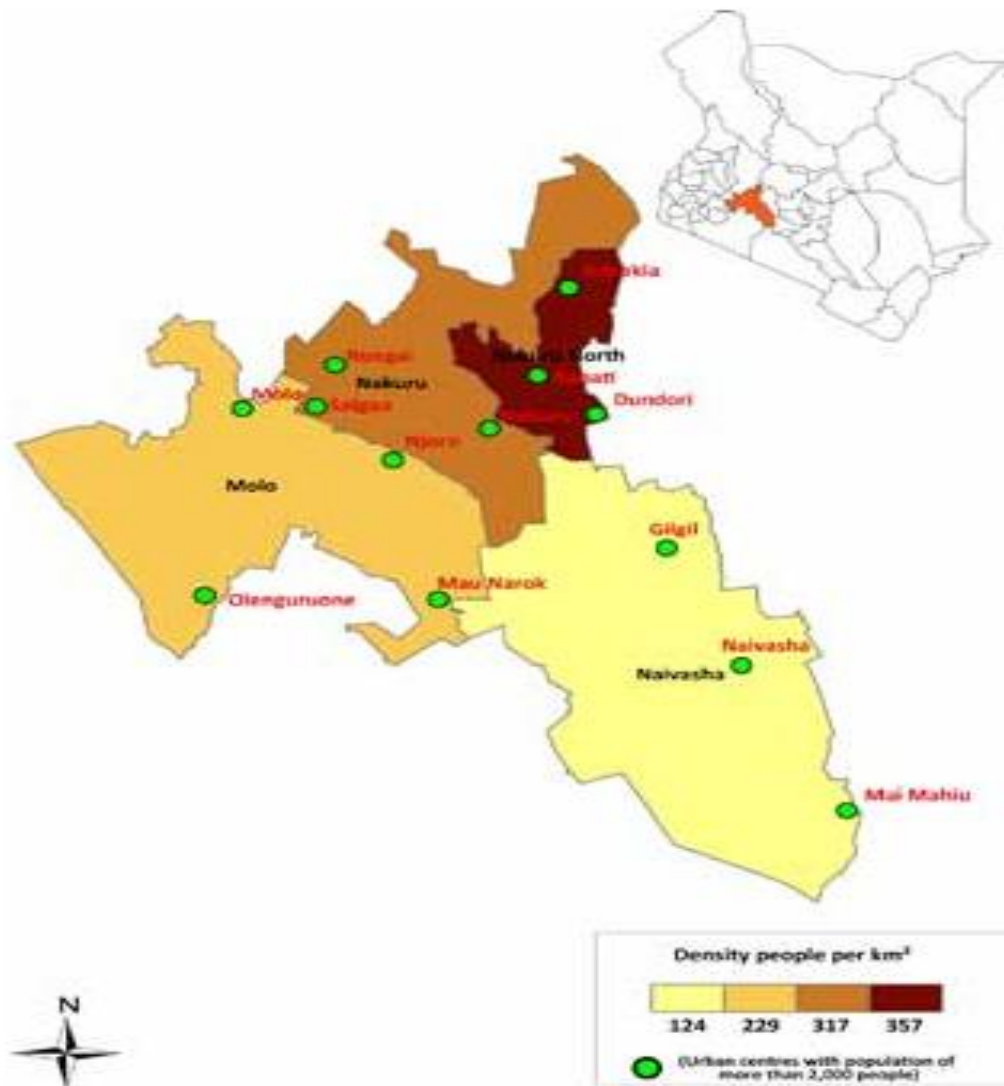 Rongai
Nakuru
North
Molo
Salgaa
Dundori
Njoro
Molo
Gilgil
Mau Narok
Olenguruone
Naivasha
Naivasha
Mai Mahiu
Density people per km²
124 229 317 357
N
(Urban centres with population of
more than 2,000 people)